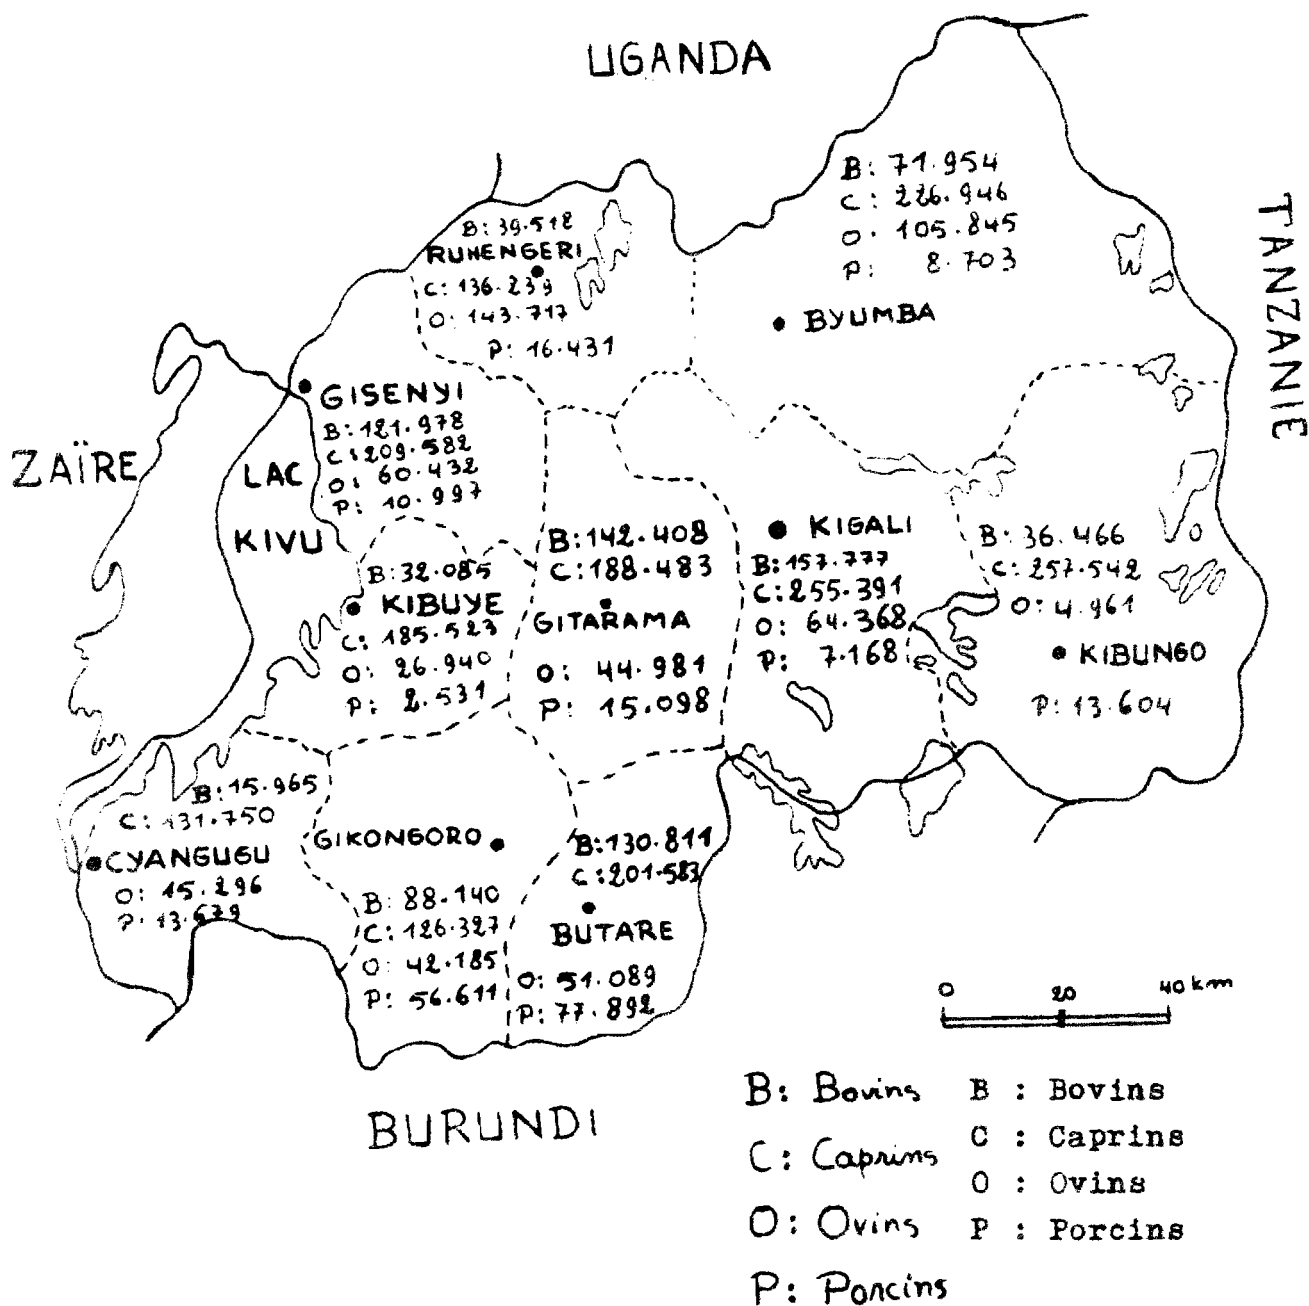 UGANDA
B: 71.954
C: 226.946
O: 105.845
P: 8.703
BYUMBA
TANZANIE
B: 39.518
RUHENGERI
C: 136.239
O: 143.717
P: 16.431
GISENYI
B: 121.978
C: 209.582
O: 60.432
P: 10.997
ZAÏRE
LAC
KIVU
B: 32.085
KIBUYE
C: 185.523
O: 26.940
P: 2.531
B: 142.408
C: 188.483
GITARAMA
O: 44.981
P: 15.098
KIGALI
B: 157.777
C: 255.391
O: 64.368
P: 7.168
B: 36.466
C: 257.542
O: 4.961
KIBUNGO
P: 13.604
B: 15.965
C: 131.750
CYANGUGU
O: 15.296
P: 13.679
GIKONGORO
B: 88.140
C: 126.327
O: 42.185
P: 56.611
B: 130.811
C: 201.583
BUTARE
O: 51.089
P: 77.892
0 20 40 km
BURUNDI
B: Bovins
C: Caprins
O: Ovins
P: Porcins
B : Bovins
C : Caprins
O : Ovins
P : Porcins